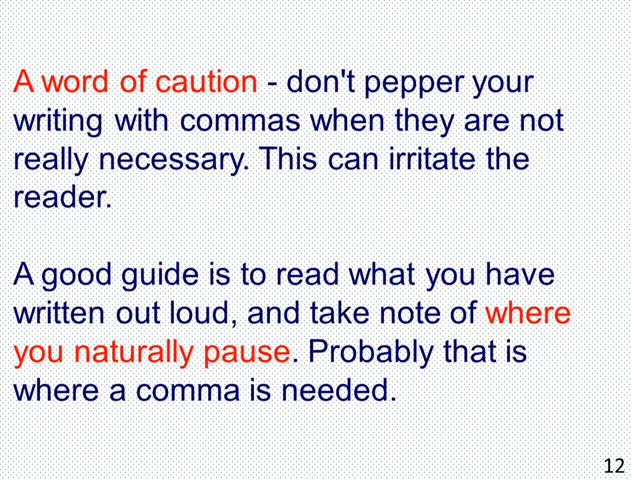 A word of caution - don't pepper your
writing with commas when they are not
really necessary. This can irritate the
reader.
A good guide is to read what you have
written out loud, and take note of where
you naturally pause. Probably that is
where a comma is needed.
12